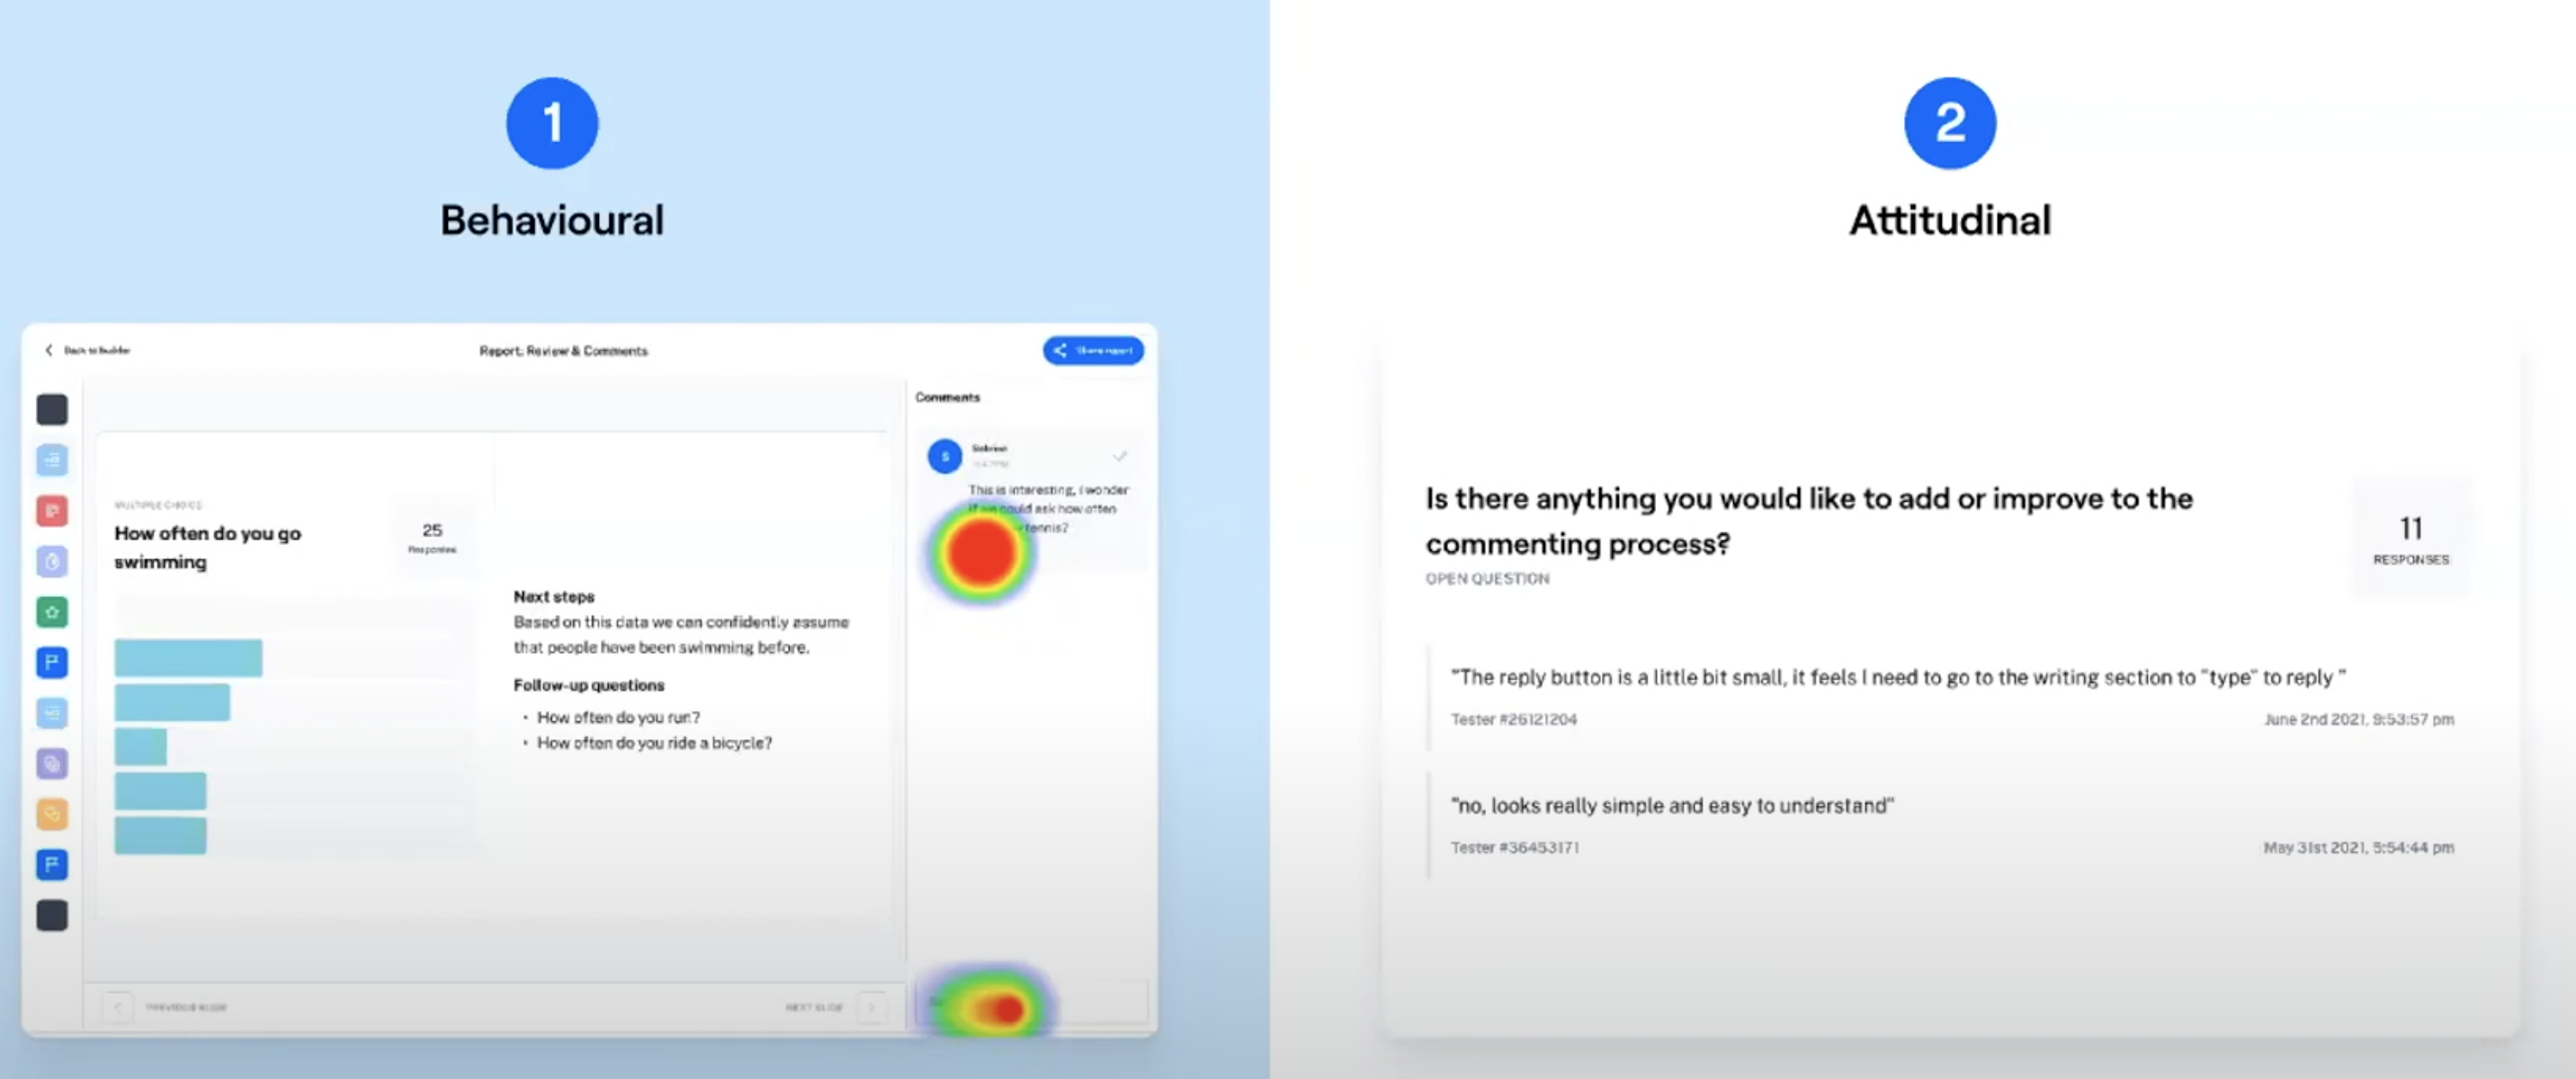 1
Behavioural
Back to builder
Report: Review & Comments
Share report
Comments
S
11:47 PM
This is interesting, I wonder
if we could ask how often
tennis?
MULTIPLE CHOICE
How often do you go
swimming
25
Responses
Next steps
Based on this data we can confidently assume
that people have been swimming before.
Follow-up questions
• How often do you run?
• How often do you ride a bicycle?
PREVIOUS SLIDE
NEXT SLIDE
2
Attitudinal
Is there anything you would like to add or improve to the
commenting process?
OPEN QUESTION
11
RESPONSES
"The reply button is a little bit small, it feels I need to go to the writing section to "type" to reply "
Tester #26121204
June 2nd 2021, 9:53:57 pm
"no, looks really simple and easy to understand"
Tester #36453171
May 31st 2021, 5:54:44 pm